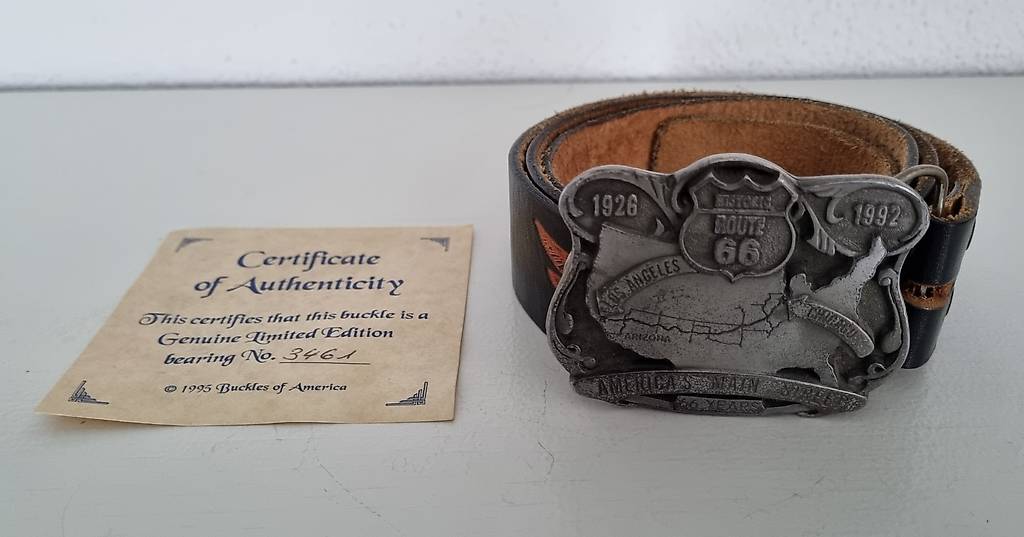 Certificate
of Authenticity
This certifies that this buckle is a
Genuine Limited Edition
bearing No. 3461
© 1995 Buckles of America
1926
HISTORIC
ROUTE
66
1992
LOS ANGELES
CHICAGO
ARIZONA
AMERICA'S MAIN STREET
66 YEARS